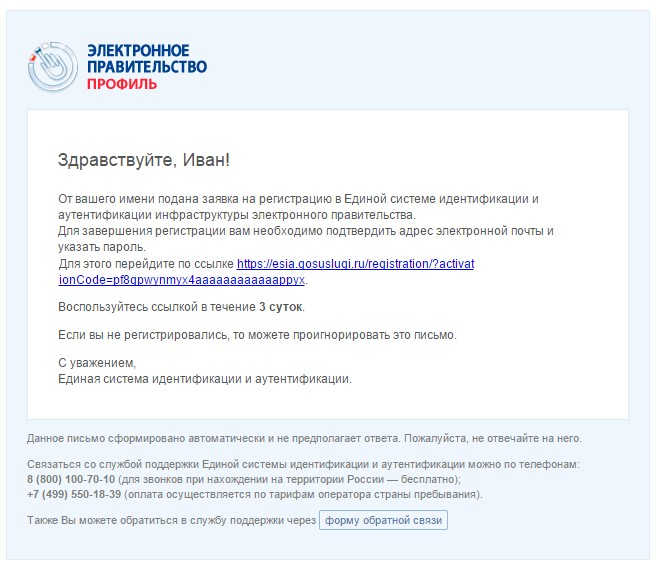 ЭЛЕКТРОННОЕ
ПРАВИТЕЛЬСТВО
ПРОФИЛЬ
Здравствуйте, Иван!
От вашего имени подана заявка на регистрацию в Единой системе идентификации и
аутентификации инфраструктуры электронного правительства.
Для завершения регистрации вам необходимо подтвердить адрес электронной почты и
указать пароль.
Для этого перейдите по ссылке https://esia.gosuslugi.ru/registration/?activat
ionCode=pf8gpwynmyx4aaaaaaaaaaaappyx.
Воспользуйтесь ссылкой в течение 3 суток.
Если вы не регистрировались, то можете проигнорировать это письмо.
С уважением,
Единая система идентификации и аутентификации.
Данное письмо сформировано автоматически и не предполагает ответа. Пожалуйста, не отвечайте на него.
Связаться со службой поддержки Единой системы идентификации и аутентификации можно по телефонам:
8 (800) 100-70-10 (для звонков при нахождении на территории России — бесплатно);
+7 (499) 550-18-39 (оплата осуществляется по тарифам оператора страны пребывания).
Также Вы можете обратиться в службу поддержки через форму обратной связи